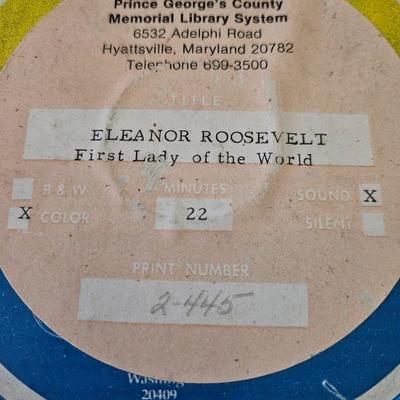 Prince George's County
Memorial Library System
6532 Adelphi Road
Hyattsville, Maryland 20782
Telephone 699-3500
TITLE
ELEANOR ROOSEVELT
First Lady of the World
B & W MINUTES SOUND X
X COLOR 22 SILENT
PRINT NUMBER
2-445
20409